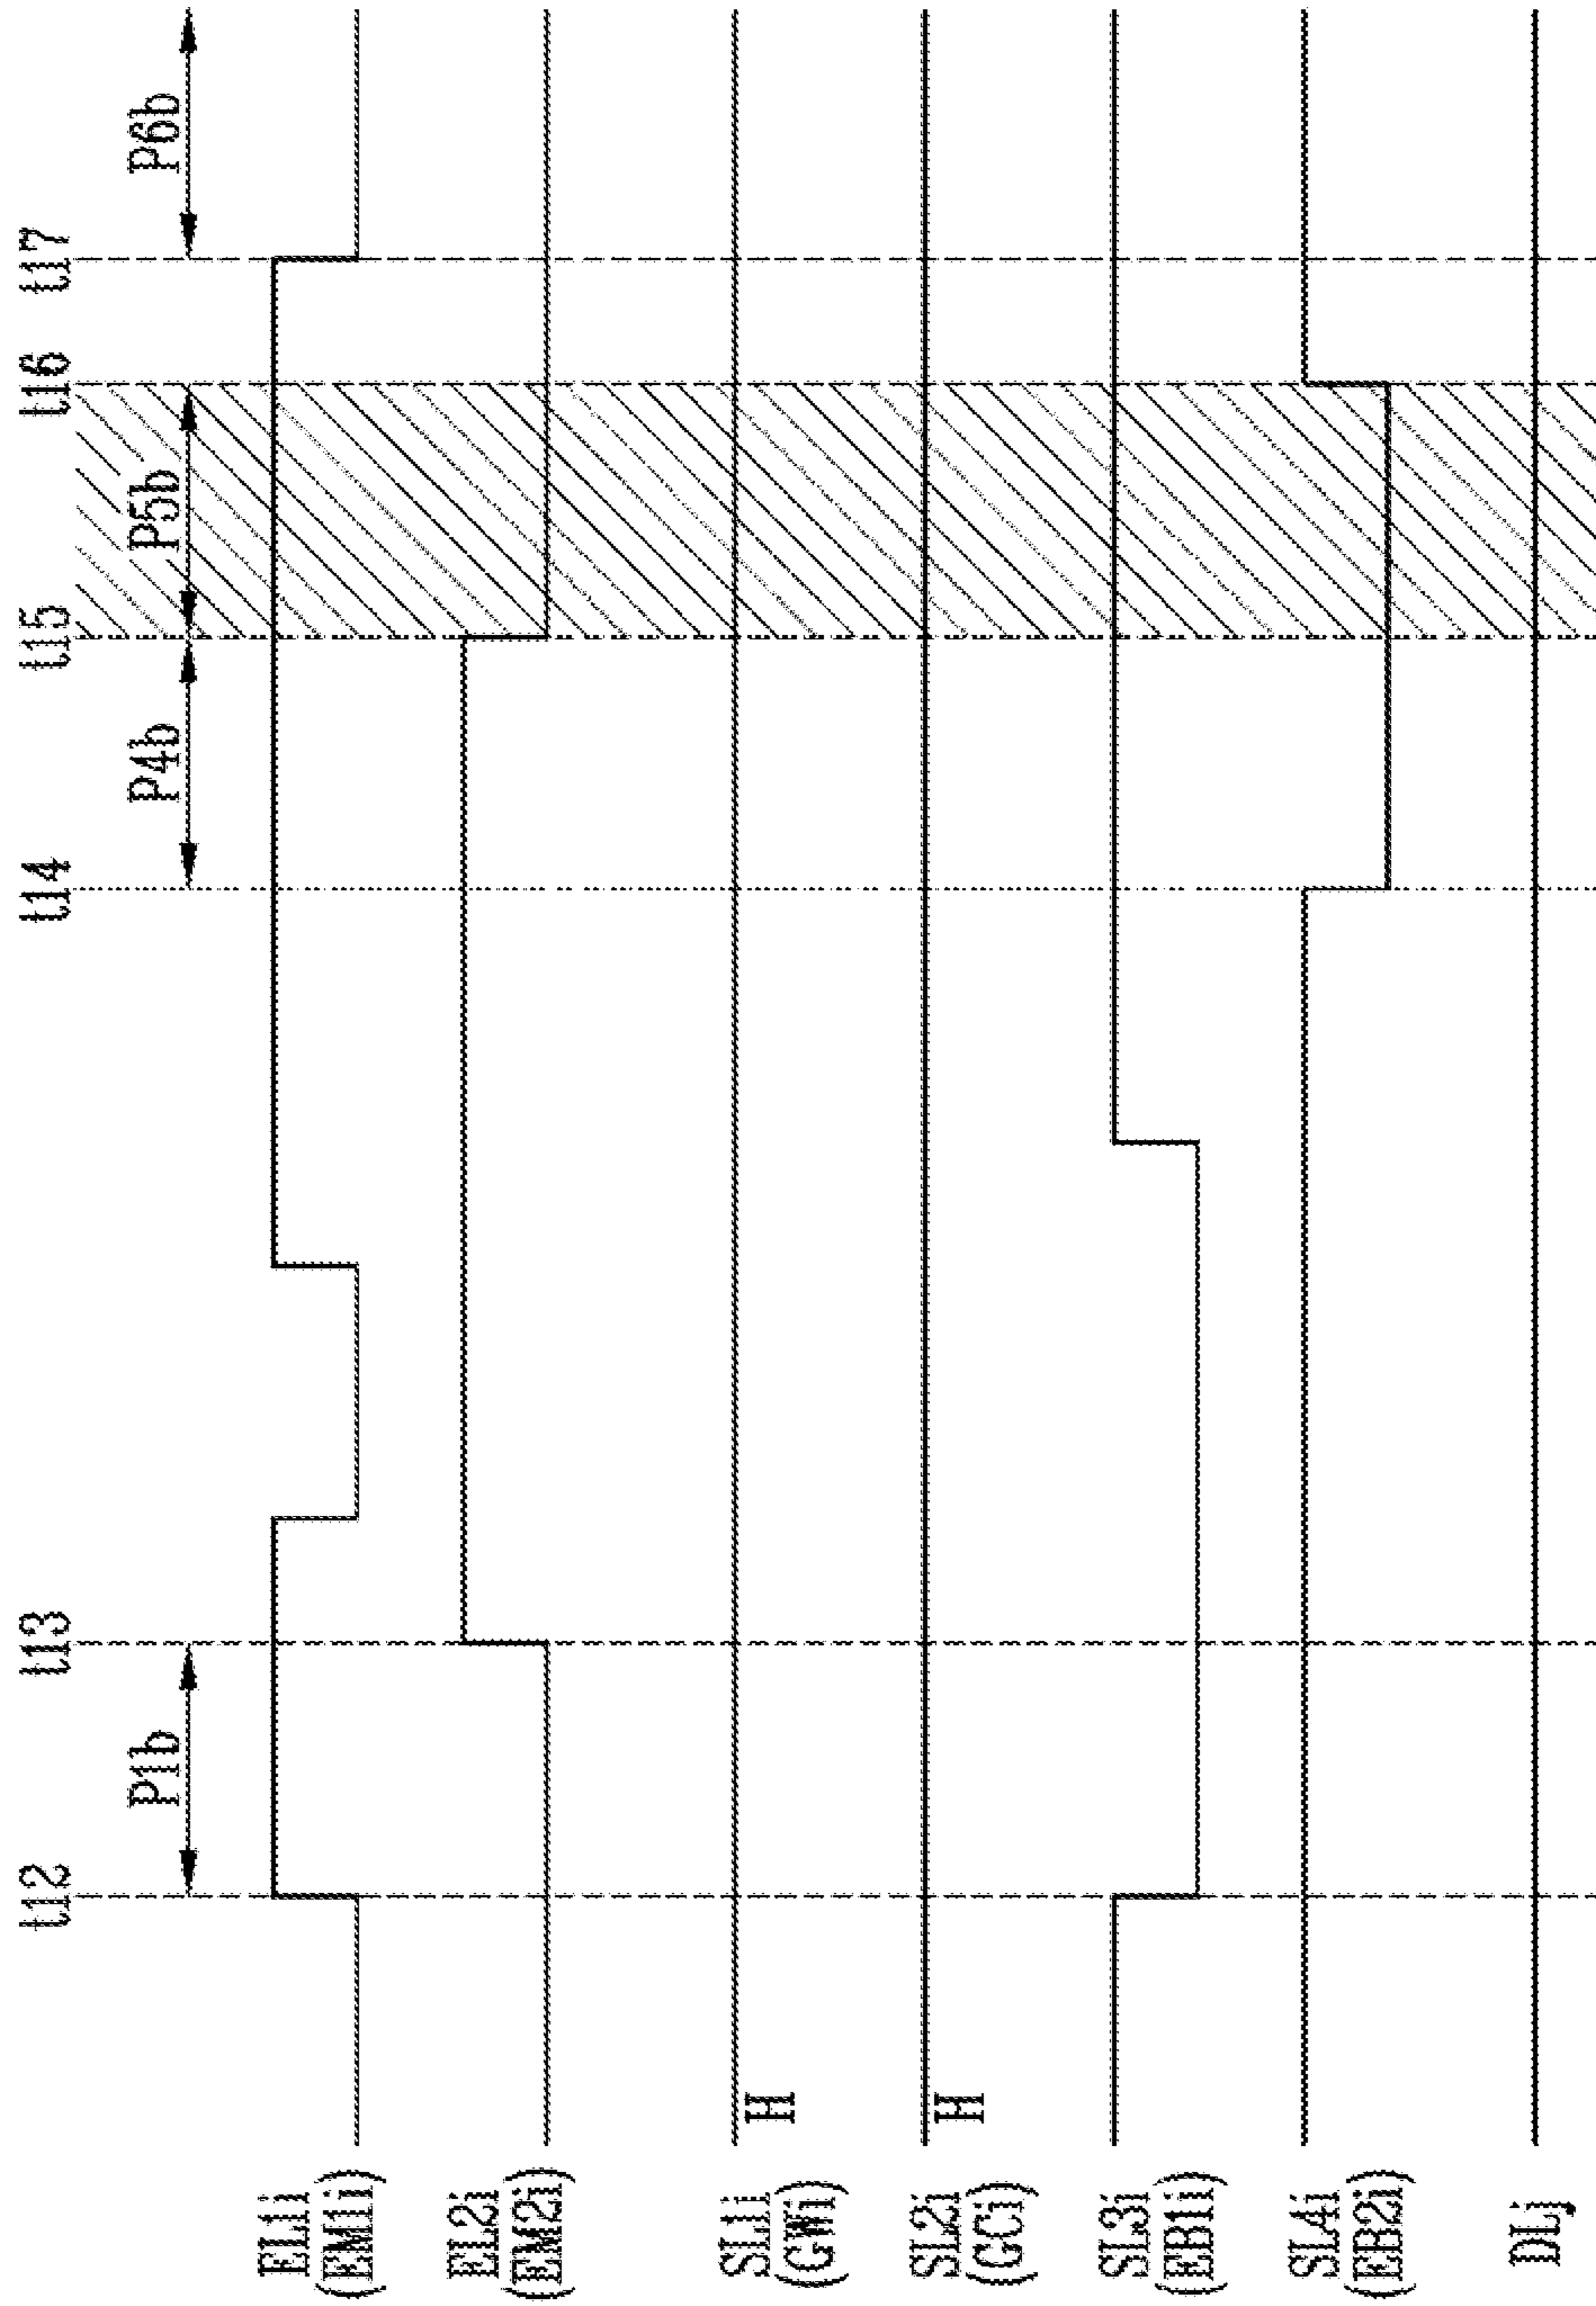 t12
t13
t14
t15
t16
t17
P1b
P4b
P5b
P6b
EL1i
(EM1i)
EL2i
(EM2i)
SL1i
(GWi)
H
SL2i
(GCi)
H
SL3i
(EB1i)
SL4i
(EB2i)
DLj